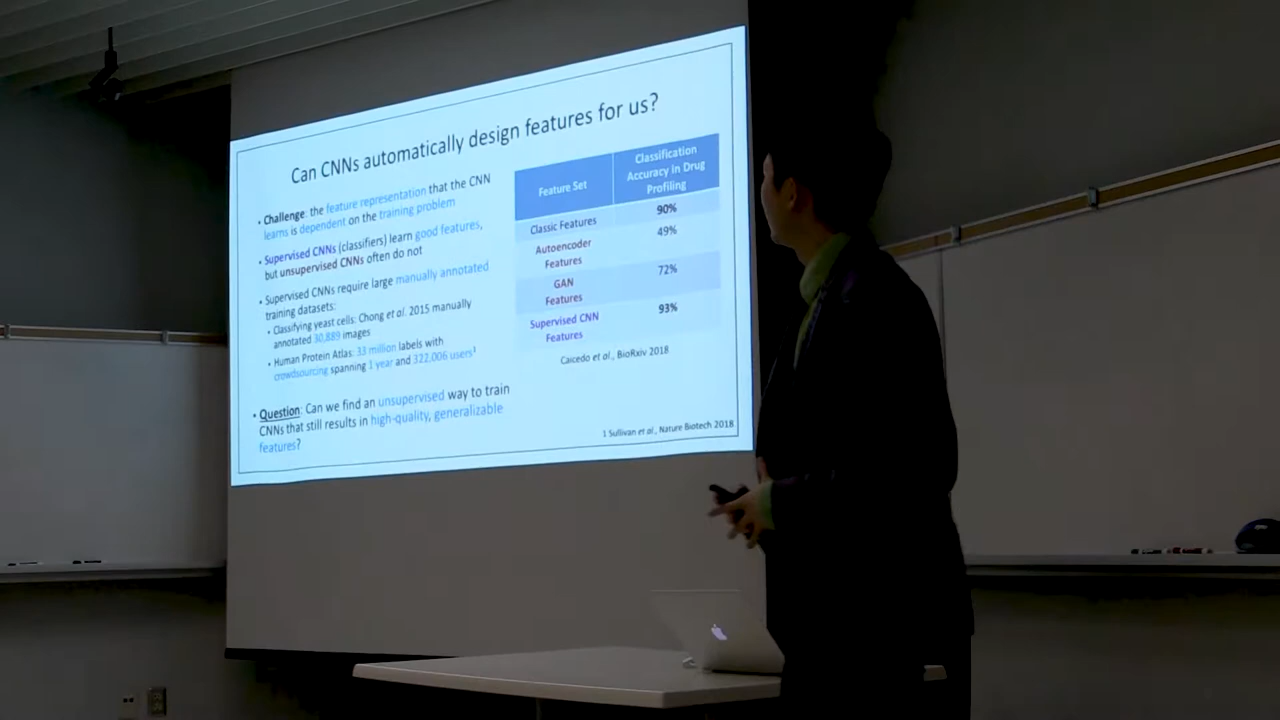 Can CNNs automatically design features for us?
• Challenge: the feature representation that the CNN
learns is dependent on the training problem
• Supervised CNNs (classifiers) learn good features,
but unsupervised CNNs often do not
• Supervised CNNs require large manually annotated
training datasets:
• Classifying yeast cells: Chong et al. 2015 manually
annotated 30,889 images
• Human Protein Atlas: 33 million labels with
crowdsourcing spanning 1 year and 322,006 users1
• Question: Can we find an unsupervised way to train
CNNs that still results in high-quality, generalizable
features?
Feature Set
Classification
Accuracy in Drug
Profiling
Classic Features 90%
Autoencoder
Features
49%
GAN
Features
72%
Supervised CNN
Features
93%
Caicedo et al., BioRxiv 2018
1 Sullivan et al., Nature Biotech 2018